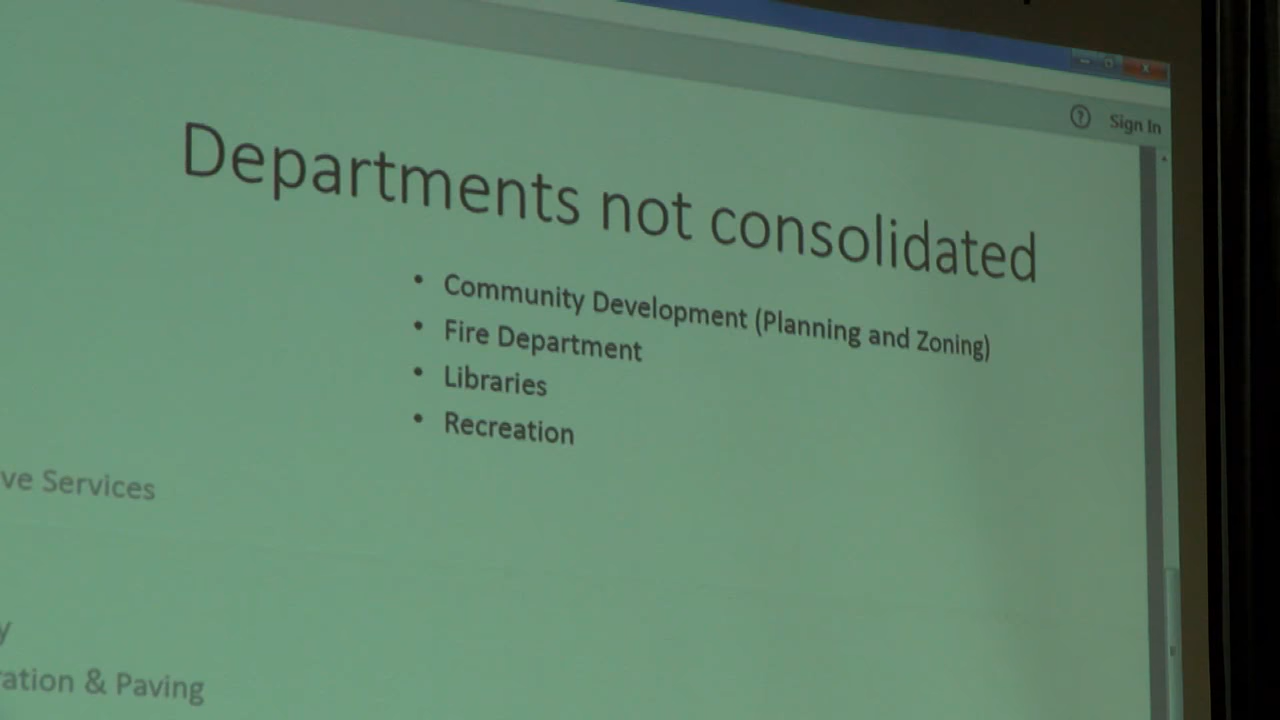 Sign In
Departments not consolidated
• Community Development (Planning and Zoning)
• Fire Department
• Libraries
• Recreation
ve Services
y
ation & Paving